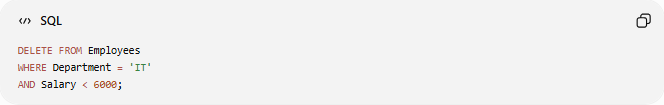 </> SQL
DELETE FROM Employees
WHERE Department = 'IT'
AND Salary < 6000;